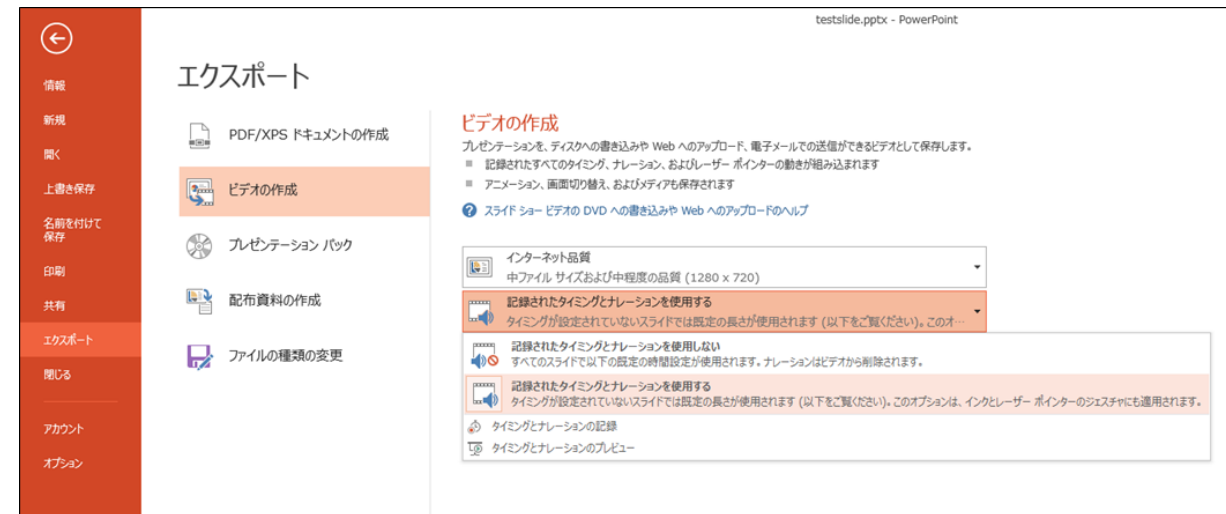 testslide.pptx - PowerPoint
情報
新規
開く
上書き保存
名前を付けて
保存
印刷
共有
エクスポート
閉じる
アカウント
オプション
エクスポート
PDF/XPS ドキュメントの作成
ビデオの作成
プレゼンテーション パック
配布資料の作成
ファイルの種類の変更
ビデオの作成
プレゼンテーションを、ディスクへの書き込みや Web へのアップロード、電子メールでの送信ができるビデオとして保存します。
記録されたすべてのタイミング、ナレーション、およびレーザー ポインターの動きが組み込まれます
アニメーション、画面切り替え、およびメディアも保存されます
スライド ショー ビデオの DVD への書き込みや Web へのアップロードのヘルプ
インターネット品質
中ファイル サイズおよび中程度の品質 (1280 x 720)
記録されたタイミングとナレーションを使用する
タイミングが設定されていないスライドでは既定の長さが使用されます (以下をご覧ください)。このオ…
記録されたタイミングとナレーションを使用しない
すべてのスライドで以下の既定の時間設定が使用されます。ナレーションはビデオから削除されます。
記録されたタイミングとナレーションを使用する
タイミングが設定されていないスライドでは既定の長さが使用されます (以下をご覧ください)。このオプションは、インクとレーザー ポインターのジェスチャにも適用されます。
タイミングとナレーションの記録
タイミングとナレーションのプレビュー